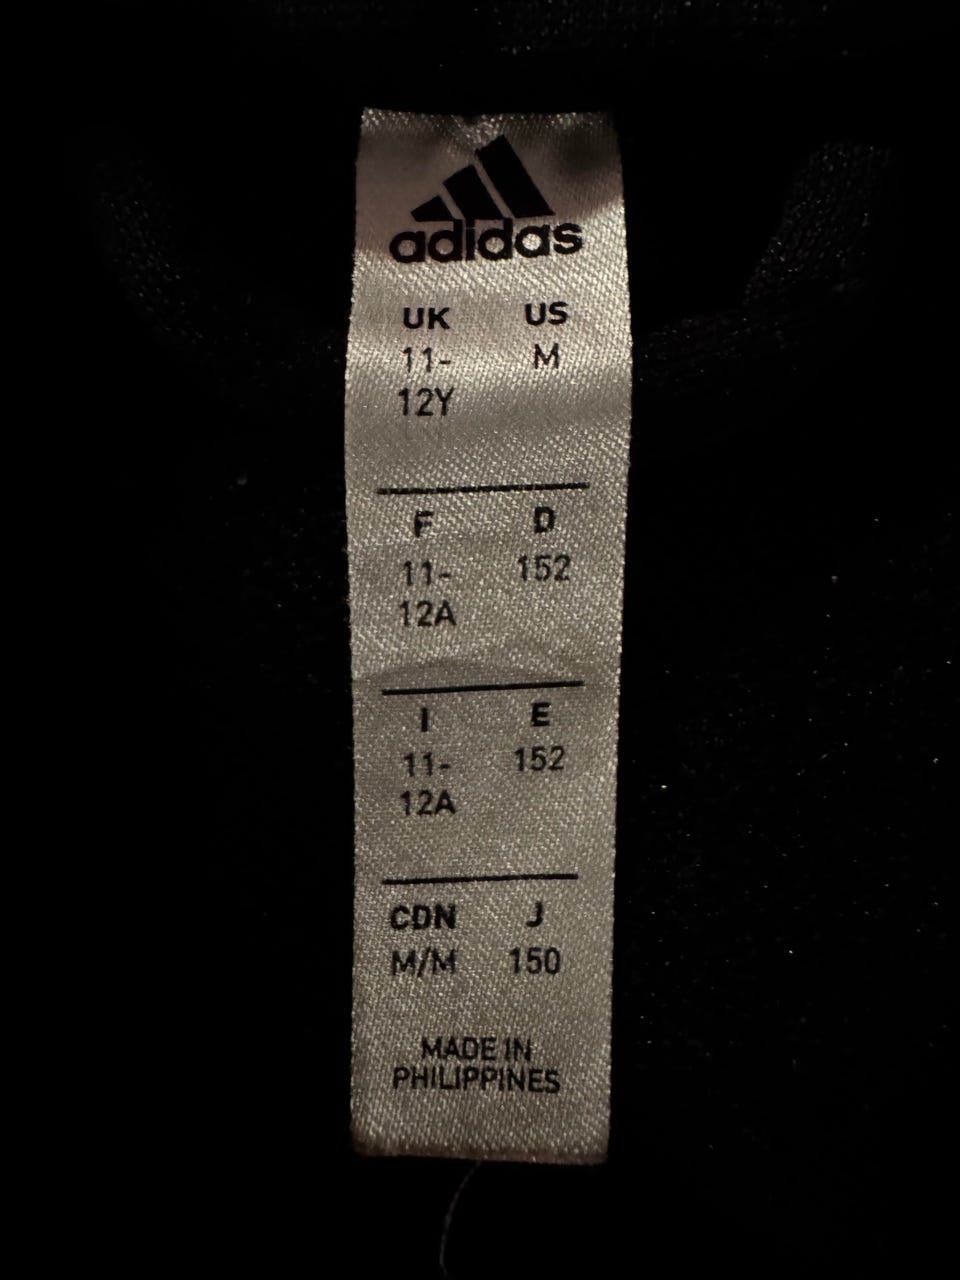 adidas
UK US
11- M
12Y
F D
11- 152
12A
I E
11- 152
12A
CDN J
M/M 150
MADE IN
PHILIPPINES